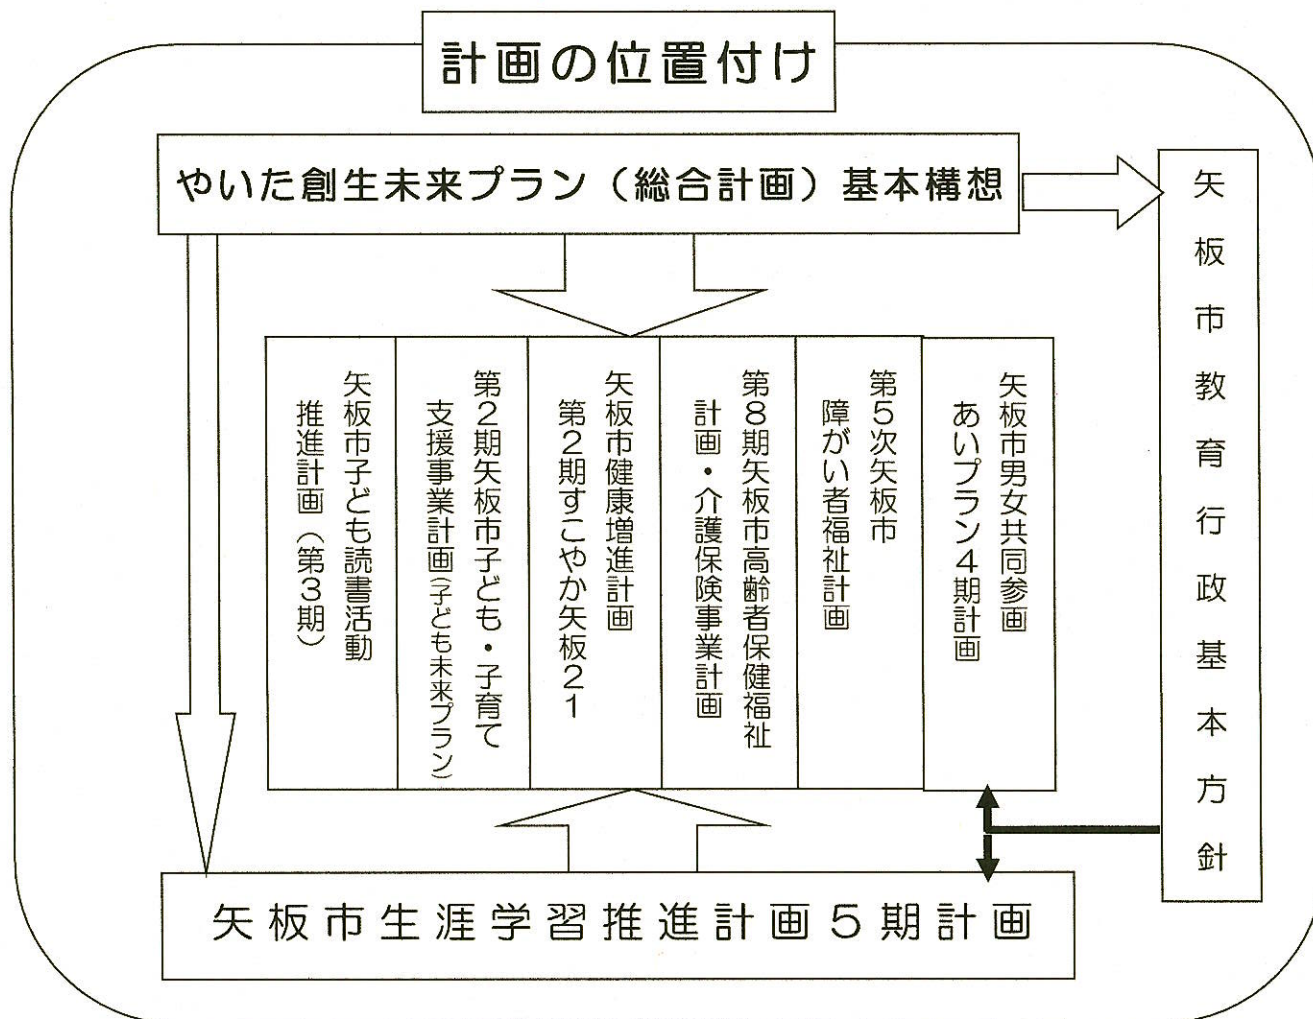 計画の位置付け
やいた創生未来プラン（総合計画）基本構想
矢板市教育行政基本方針
矢板市男女共同参画
あいプラン４期計画
第５次矢板市
障がい者福祉計画
第８期矢板市高齢者保健福祉
計画・介護保険事業計画
矢板市健康増進計画
第２期すこやか矢板２１
第２期矢板市子ども・子育て
支援事業計画（子ども未来プラン）
矢板市子ども読書活動
推進計画（第３期）
矢板市生涯学習推進計画５期計画